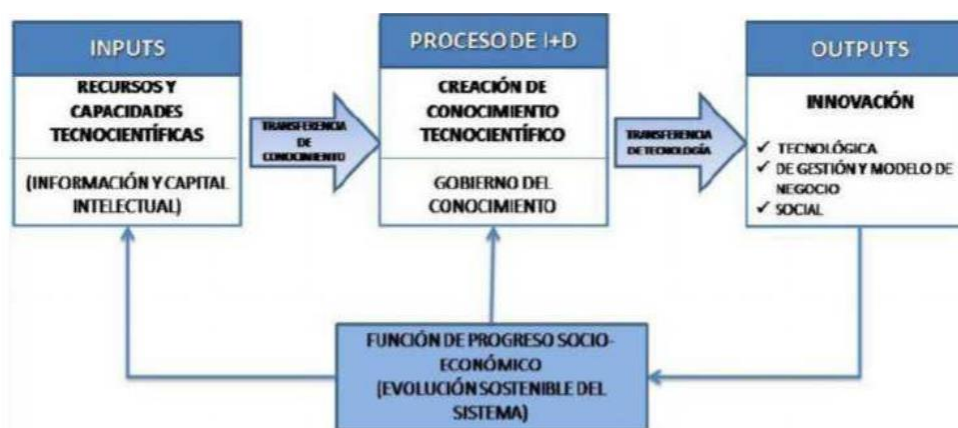 INPUTS
RECURSOS Y
CAPACIDADES
TECNOCIENTÍFICAS
(INFORMACIÓN Y CAPITAL
INTELECTUAL)
TRANSFERENCIA
DE
CONOCIMIENTO
PROCESO DE I+D
CREACIÓN DE
CONOCIMIENTO
TECNOCIENTÍFICO
GOBIERNO DEL
CONOCIMIENTO
TRANSFERENCIA
DE TECNOLOGÍA
OUTPUTS
INNOVACIÓN
✓ TECNOLÓGICA
✓ DE GESTIÓN Y MODELO DE
NEGOCIO
✓ SOCIAL
FUNCIÓN DE PROGRESO SOCIO-
ECONÓMICO
(EVOLUCIÓN SOSTENIBLE DEL
SISTEMA)